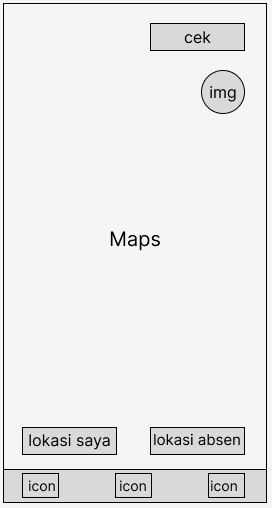 cek
img
Maps
lokasi saya
lokasi absen
icon
icon
icon